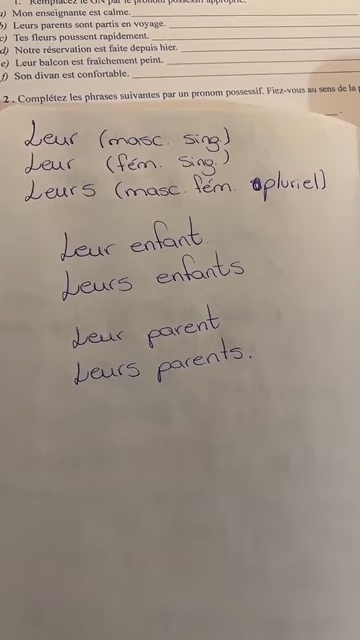 1. Remplacez le GN par le pronom possessif approprié.
a) Mon enseignante est calme.
b) Leurs parents sont partis en voyage.
c) Tes fleurs poussent rapidement.
d) Notre réservation est faite depuis hier.
e) Leur balcon est fraîchement peint.
f) Son divan est confortable.
2. Complétez les phrases suivantes par un pronom possessif. Fiez-vous au sens de la
Leur (masc. sing.)
Leur (fém. sing.)
Leurs (masc. fém. pluriel)
Leur enfant.
Leurs enfants
Leur parent
Leurs parents.